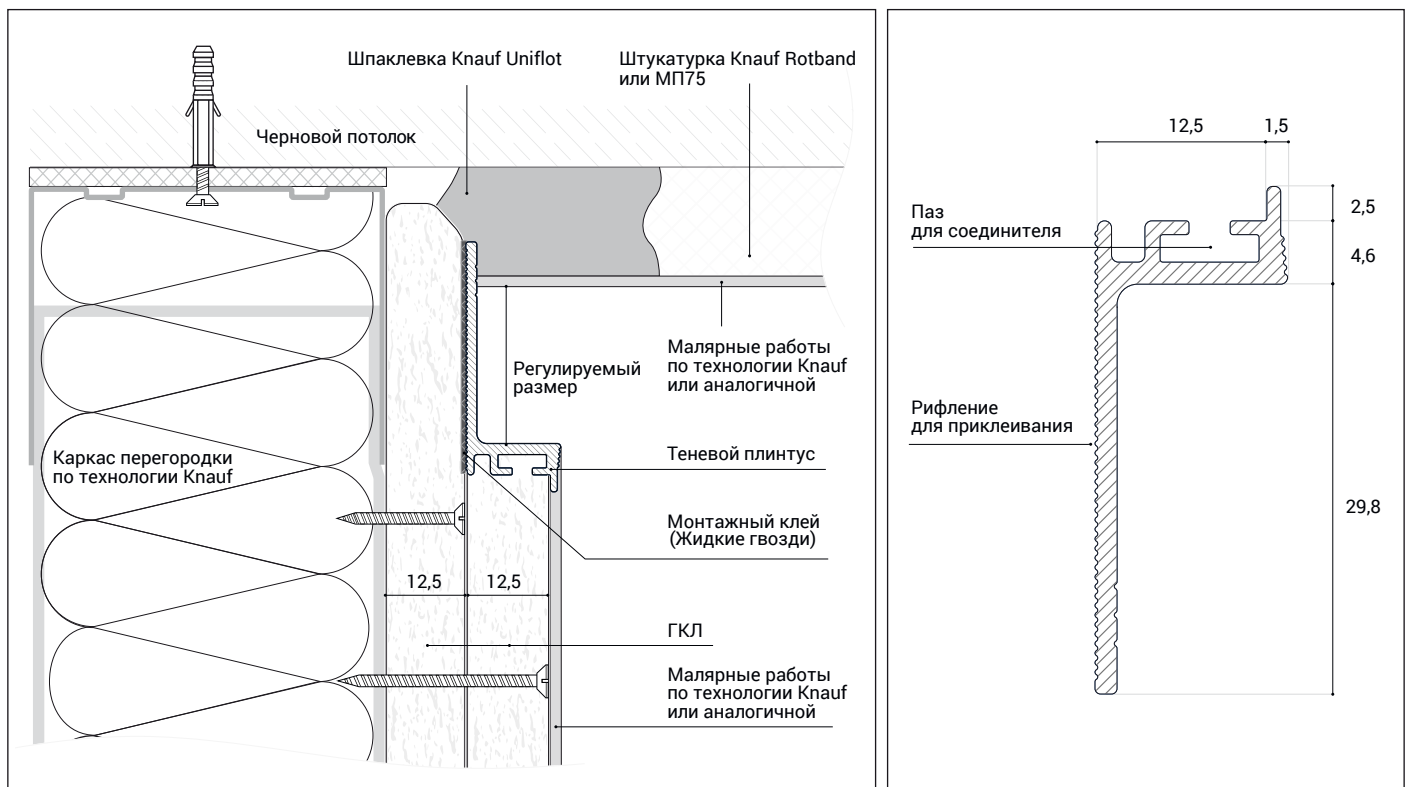 Шпаклевка Knauf Uniflot
Штукатурка Knauf Rotband
или МП75
Черновой потолок
Малярные работы
по технологии Knauf
или аналогичной
Регулируемый
размер
Каркас перегородки
по технологии Knauf
Теневой плинтус
Монтажный клей
(Жидкие гвозди)
12,5
12,5
ГКЛ
Малярные работы
по технологии Knauf
или аналогичной
12,5
1,5
2,5
4,6
Паз
для соединителя
Рифление
для приклеивания
29,8